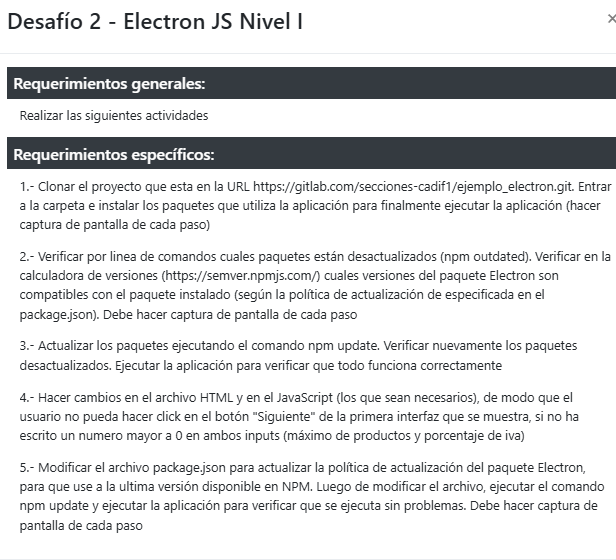 Desafío 2 - Electron JS Nivel I
×
Requerimientos generales:
Realizar las siguientes actividades
Requerimientos específicos:
1.- Clonar el proyecto que esta en la URL https://gitlab.com/secciones-cadif1/ejemplo_electron.git. Entrar
a la carpeta e instalar los paquetes que utiliza la aplicación para finalmente ejecutar la aplicación (hacer
captura de pantalla de cada paso)
2.- Verificar por linea de comandos cuales paquetes están desactualizados (npm outdated). Verificar en la
calculadora de versiones (https://semver.npmjs.com/) cuales versiones del paquete Electron son
compatibles con el paquete instalado (según la política de actualización de especificada en el
package.json). Debe hacer captura de pantalla de cada paso
3.- Actualizar los paquetes ejecutando el comando npm update. Verificar nuevamente los paquetes
desactualizados. Ejecutar la aplicación para verificar que todo funciona correctamente
4.- Hacer cambios en el archivo HTML y en el JavaScript (los que sean necesarios), de modo que el
usuario no pueda hacer click en el botón "Siguiente" de la primera interfaz que se muestra, si no ha
escrito un numero mayor a 0 en ambos inputs (máximo de productos y porcentaje de iva)
5.- Modificar el archivo package.json para actualizar la política de actualización del paquete Electron,
para que use a la ultima versión disponible en NPM. Luego de modificar el archivo, ejecutar el comando
npm update y ejecutar la aplicación para verificar que se ejecuta sin problemas. Debe hacer captura de
pantalla de cada paso